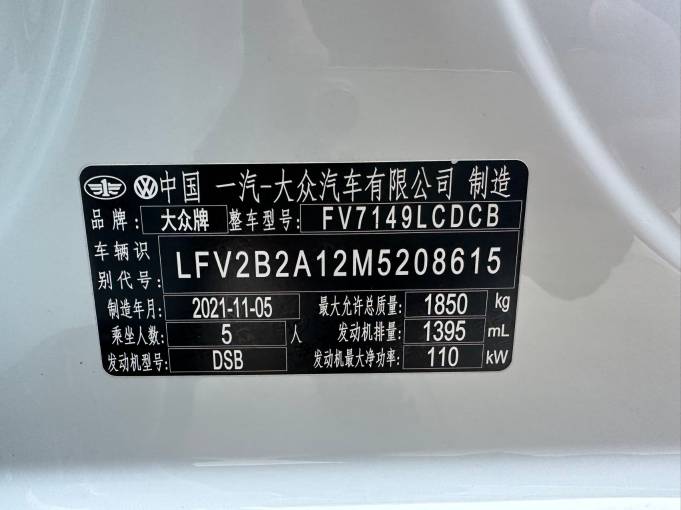 中国 一汽-大众汽车有限公司 制造
品牌: 大众牌 整车型号: FV7149LCDCB
车辆识别代号: LFV2B2A12M5208615
制造年月: 2021-11-05 最大允许总质量: 1850 kg
乘坐人数: 5 人 发动机排量: 1395 mL
发动机型号: DSB 发动机最大净功率: 110 kW